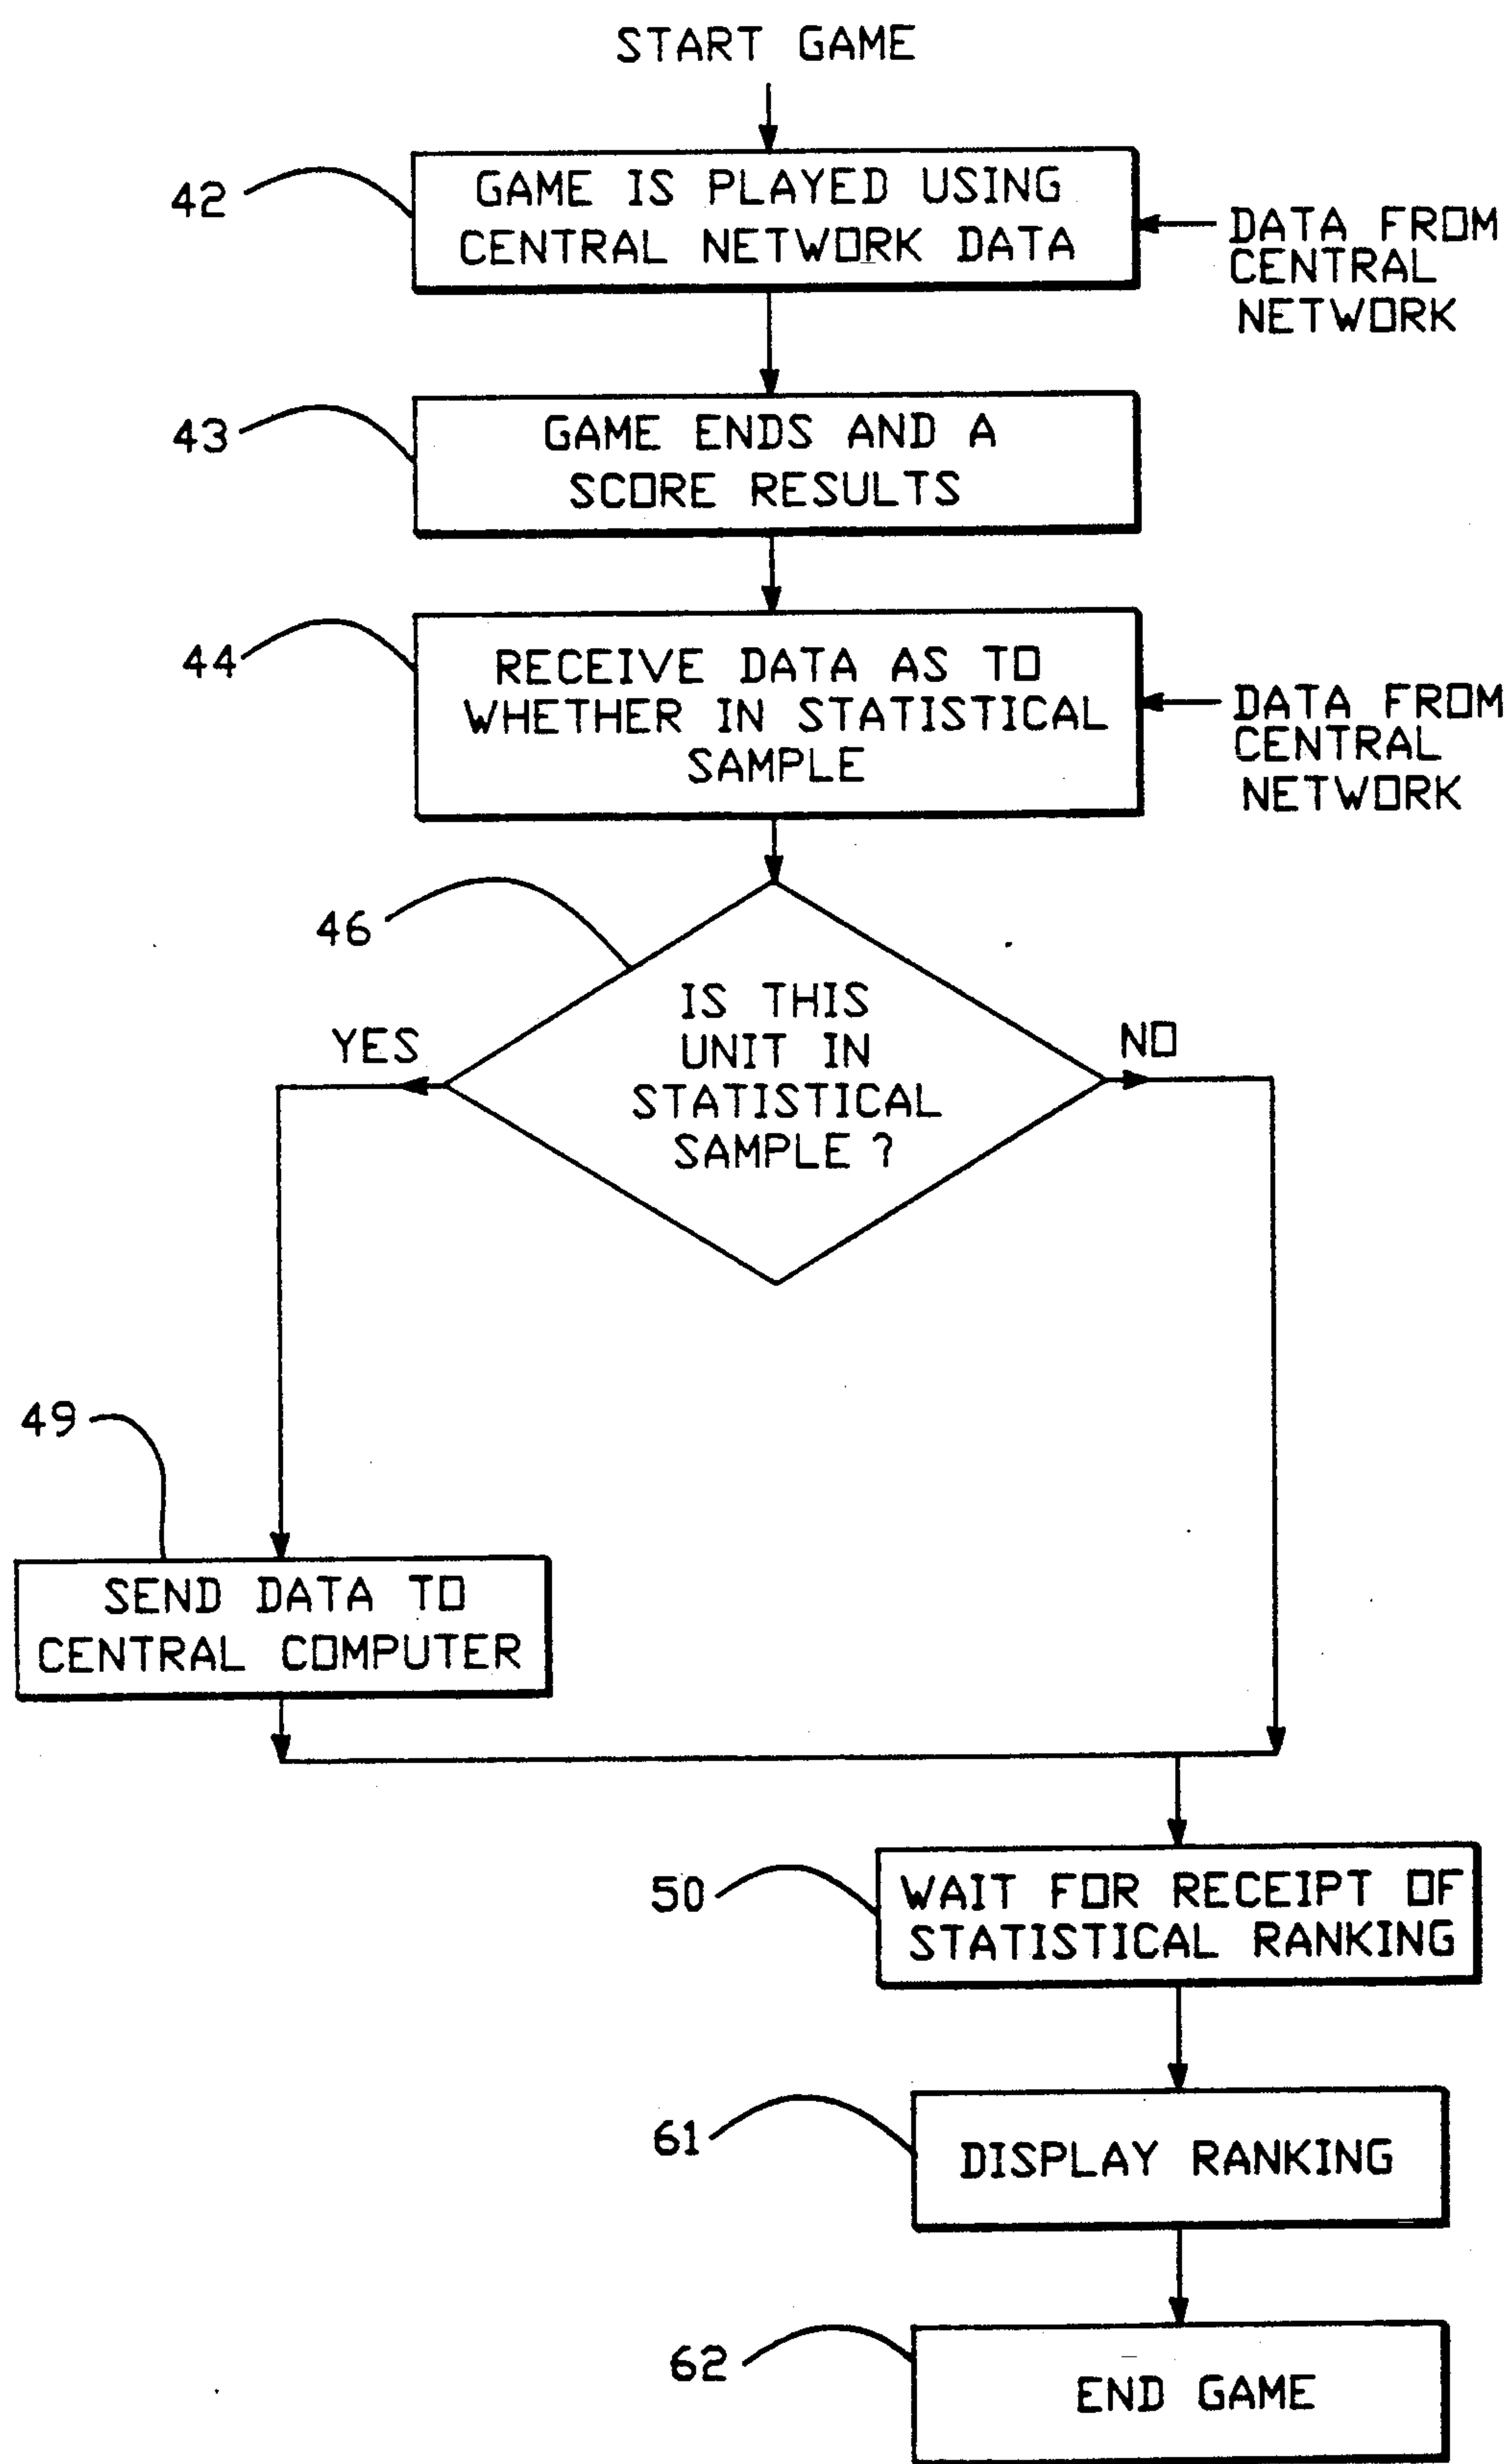 START GAME
42
GAME IS PLAYED USING
CENTRAL NETWORK DATA
DATA FROM
CENTRAL
NETWORK
43
GAME ENDS AND A
SCORE RESULTS
44
RECEIVE DATA AS TO
WHETHER IN STATISTICAL
SAMPLE
DATA FROM
CENTRAL
NETWORK
46
IS THIS
UNIT IN
STATISTICAL
SAMPLE ?
YES
NO
49
SEND DATA TO
CENTRAL COMPUTER
50
WAIT FOR RECEIPT OF
STATISTICAL RANKING
61
DISPLAY RANKING
62
END GAME